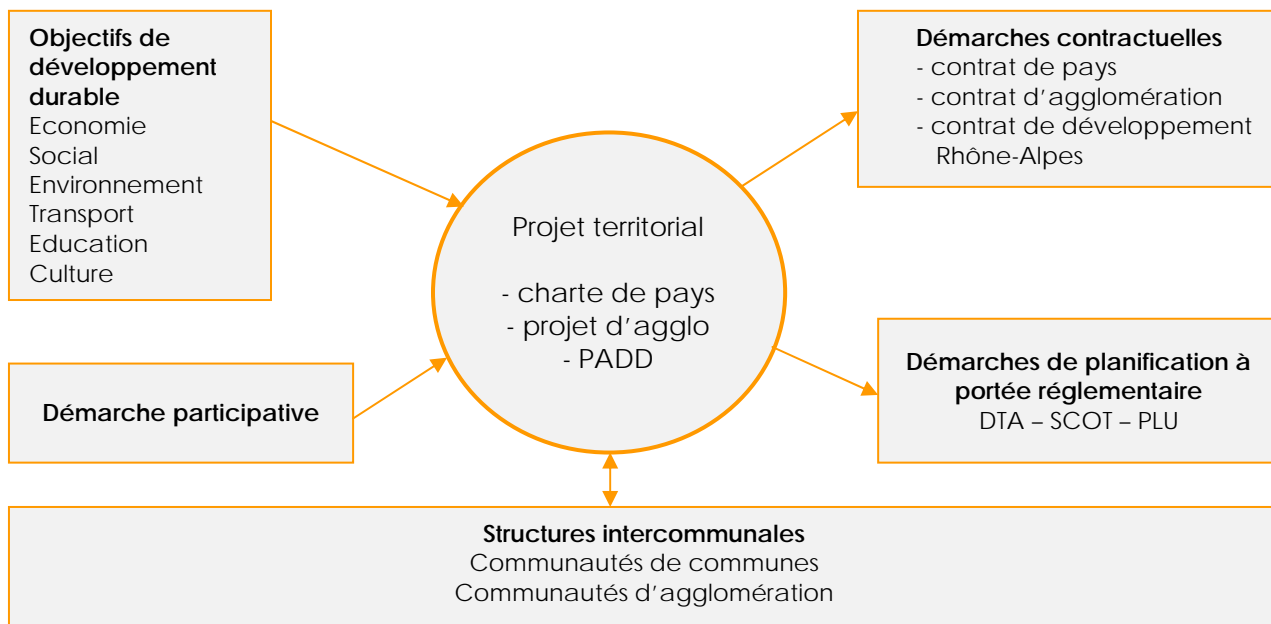 Objectifs de
développement
durable
Economie
Social
Environnement
Transport
Education
Culture
Démarche participative
Projet territorial
- charte de pays
- projet d'agglo
- PADD
Démarches contractuelles
- contrat de pays
- contrat d'agglomération
- contrat de développement
Rhône-Alpes
Démarches de planification à
portée réglementaire
DTA – SCOT – PLU
Structures intercommunales
Communautés de communes
Communautés d'agglomération